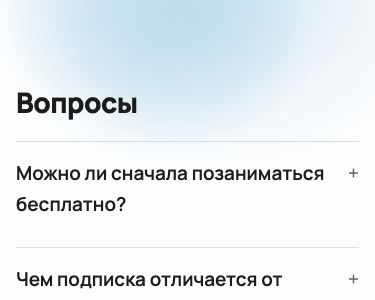 Вопросы
Можно ли сначала позаниматься +
бесплатно?
Чем подписка отличается от +